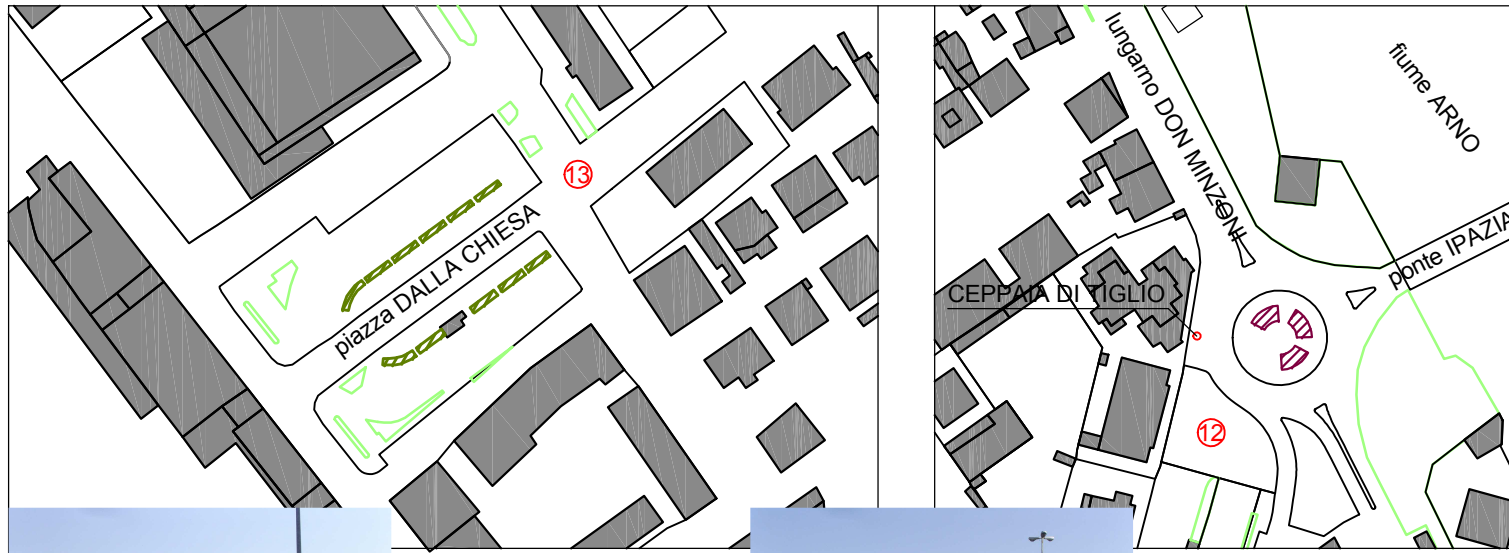 13
piazza DALLA CHIESA
lungarno DON MINZONI
fiume ARNO
ponte IPAZIA
CEPPAIA DI TIGLIO
12